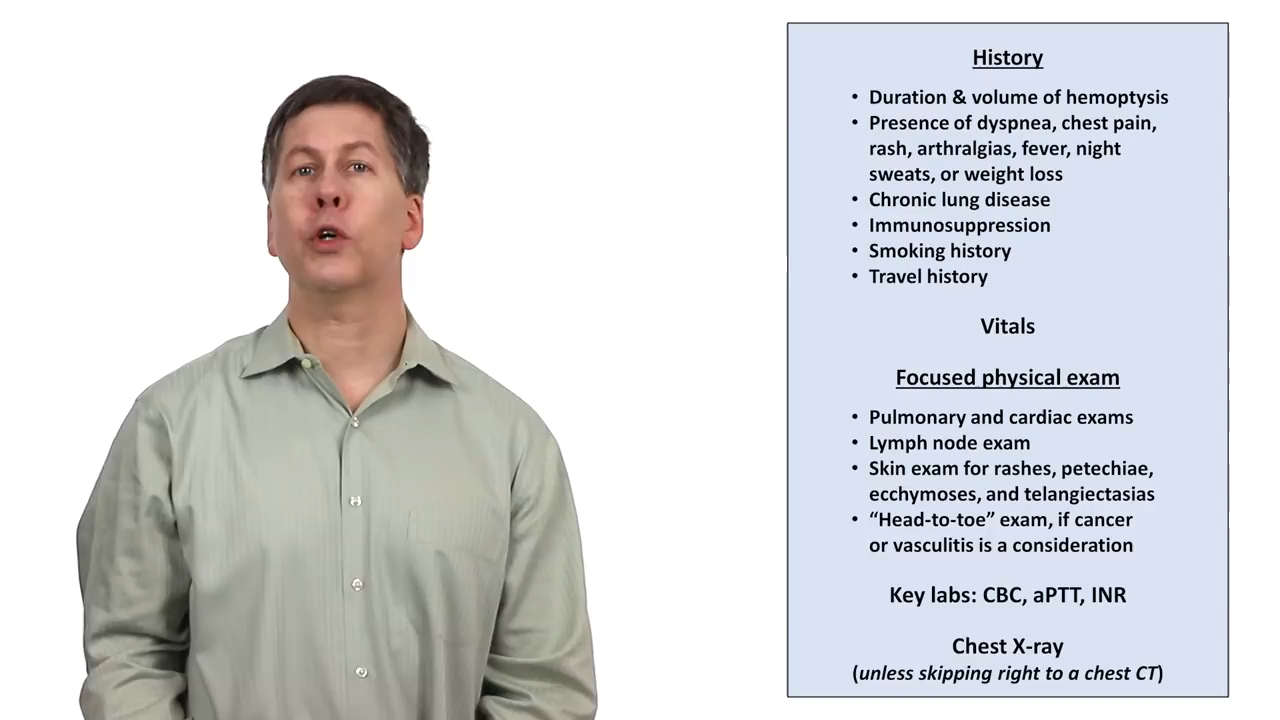 History
• Duration & volume of hemoptysis
• Presence of dyspnea, chest pain,
rash, arthralgias, fever, night
sweats, or weight loss
• Chronic lung disease
• Immunosuppression
• Smoking history
• Travel history
Vitals
Focused physical exam
• Pulmonary and cardiac exams
• Lymph node exam
• Skin exam for rashes, petechiae,
ecchymoses, and telangiectasias
• “Head-to-toe” exam, if cancer
or vasculitis is a consideration
Key labs: CBC, aPTT, INR
Chest X-ray
(unless skipping right to a chest CT)